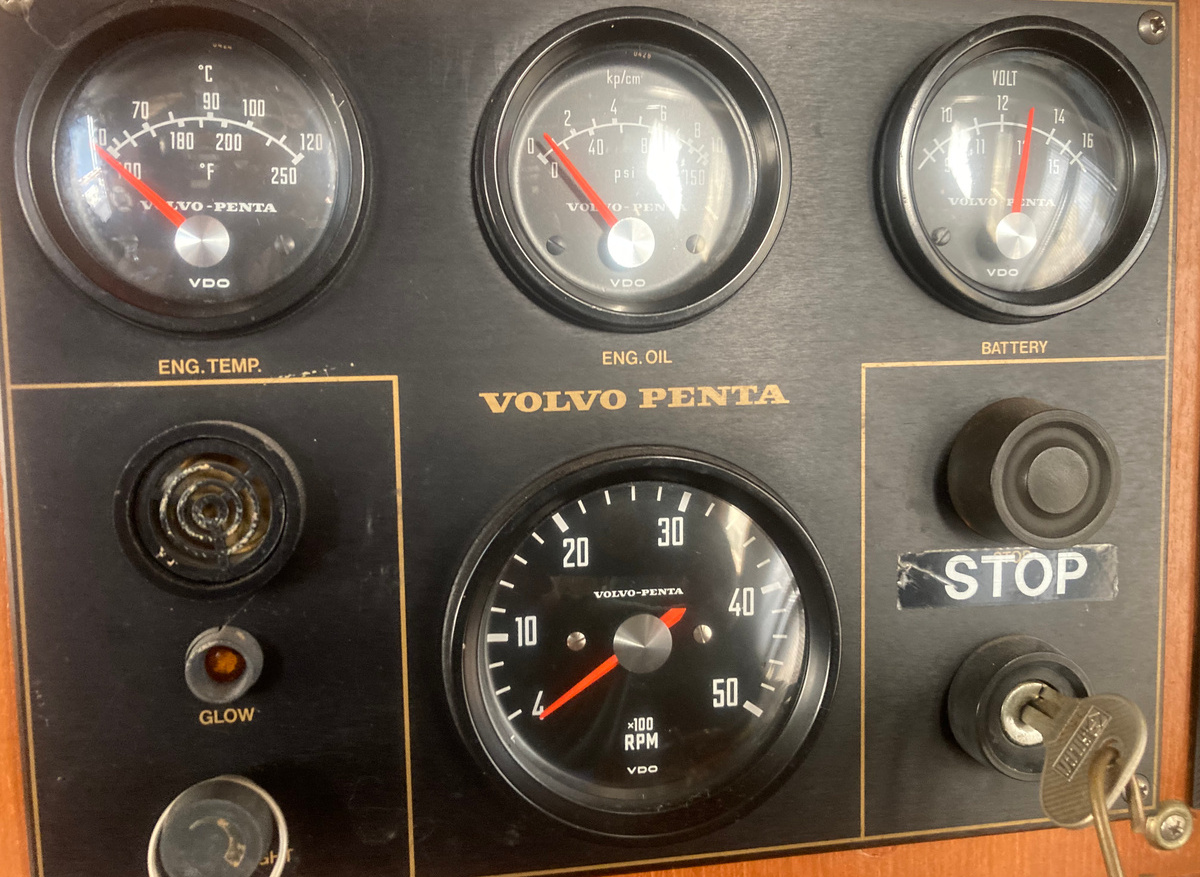 °C
70 90 100 120
180 200
°F 250
VOLVO-PENTA
VDO
ENG.TEMP.
kp/cm²
0 2 4 6 8 10
0 40 150
psi
VOLVO-PENTA
VDO
ENG.OIL
VOLT
10 12 14 16
11 15
VOLVO PENTA
VDO
BATTERY
VOLVO PENTA
4 10 20 30 40 50
VOLVO-PENTA
×100
RPM
VDO
GLOW
STOP